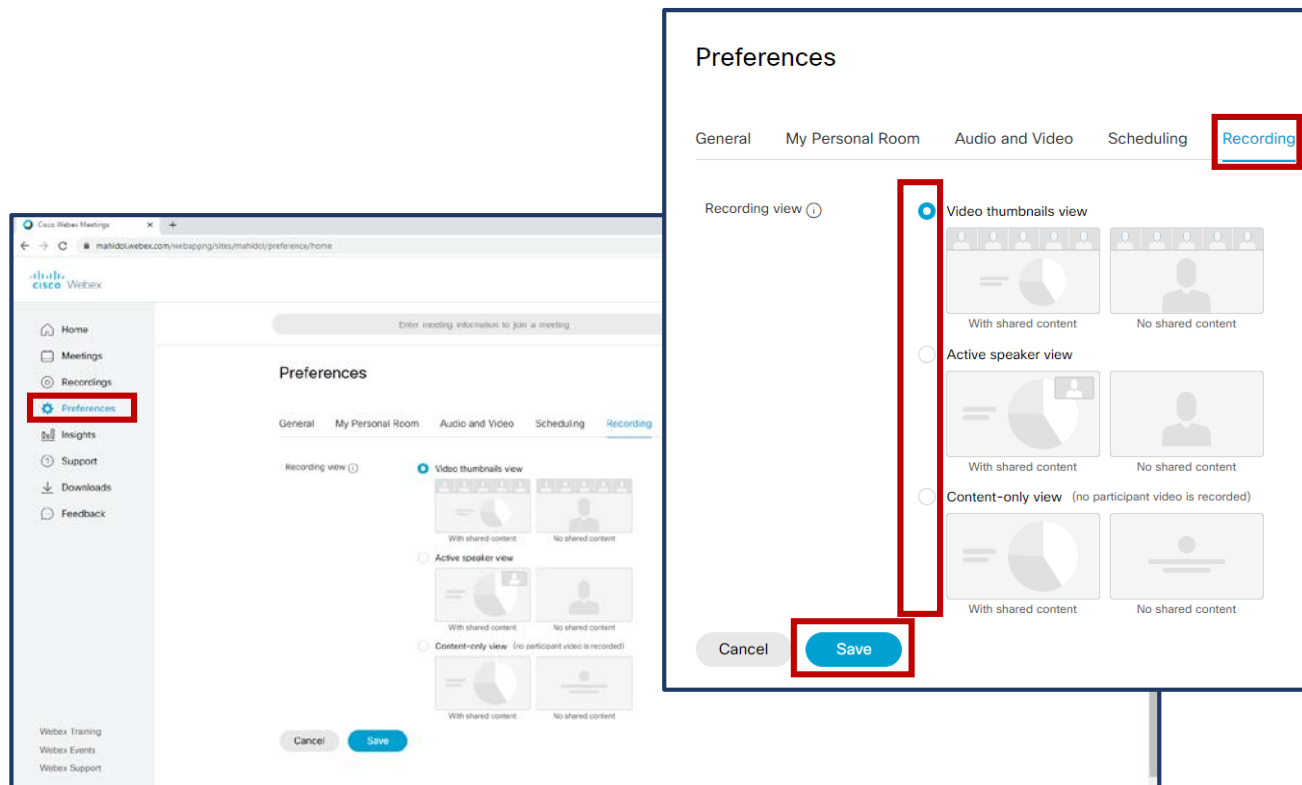 Preferences
General My Personal Room Audio and Video Scheduling Recording
Recording view
Video thumbnails view
With shared content No shared content
Active speaker view
With shared content No shared content
Content-only view (no participant video is recorded)
With shared content No shared content
Cancel Save
Cisco Webex Meetings
mahidol.webex.com/webappng/sites/mahidol/preference/home
CISCO Webex
Enter meeting information to join a meeting
Home
Meetings
Recordings
Preferences
Insights
Support
Downloads
Feedback
Webex Training
Webex Events
Webex Support
Preferences
General My Personal Room Audio and Video Scheduling Recording
Recording view
Video thumbnails view
With shared content No shared content
Active speaker view
With shared content No shared content
Content-only view (no participant video is recorded)
With shared content No shared content
Cancel Save